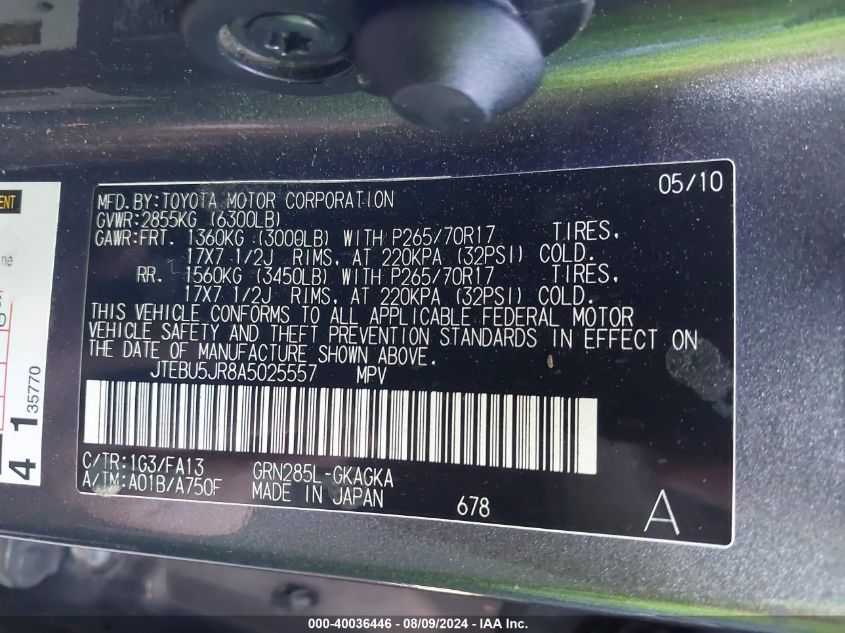 MFD.BY:TOYOTA MOTOR CORPORATION 05/10
GVWR:2855KG (6300LB)
GAWR:FRT. 1360KG (3000LB) WITH P265/70R17 TIRES,
17X7 1/2J RIMS, AT 220KPA (32PSI) COLD.
RR. 1560KG (3450LB) WITH P265/70R17 TIRES,
17X7 1/2J RIMS, AT 220KPA (32PSI) COLD.
THIS VEHICLE CONFORMS TO ALL APPLICABLE FEDERAL MOTOR
VEHICLE SAFETY AND THEFT PREVENTION STANDARDS IN EFFECT ON
THE DATE OF MANUFACTURE SHOWN ABOVE.
JTEBU5JR8A5025557 MPV
C/TR:1G3/FA13 GRN285L-GKAGKA
A/TM:A01B/A750F MADE IN JAPAN 678 A
41 35770
000-40036446 - 08/09/2024 - IAA Inc.